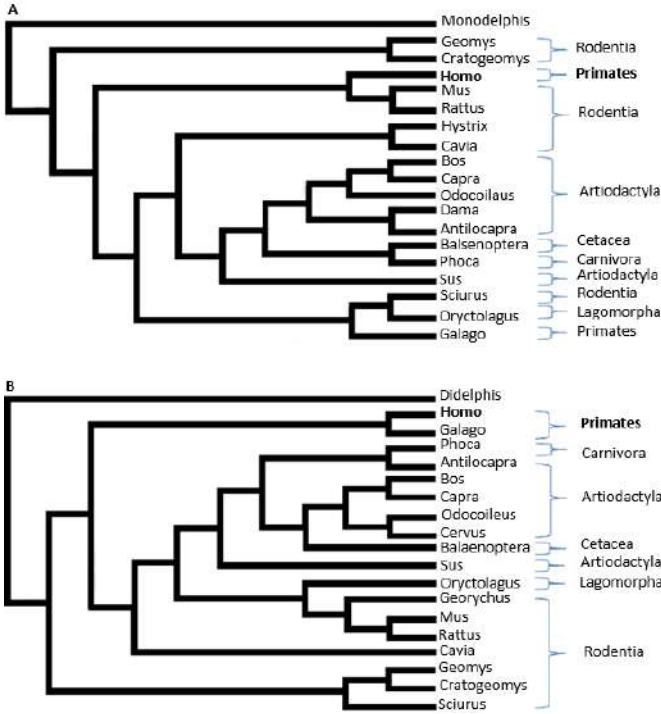 A
Monodelphis
Geomys
Cratogeomys
Rodentia
Homo
Primates
Mus
Rattus
Hystrix
Cavia
Rodentia
Bos
Capra
Odocoilaus
Dama
Antilocapra
Artiodactyla
Balsenoptera
Cetacea
Phoca
Carnivora
Sus
Artiodactyla
Sciurus
Rodentia
Oryctolagus
Lagomorpha
Galago
Primates
B
Didelphis
Homo
Galago
Primates
Phoca
Carnivora
Antilocapra
Bos
Capra
Odocoileus
Cervus
Artiodactyla
Balaenoptera
Cetacea
Sus
Artiodactyla
Oryctolagus
Lagomorpha
Georychus
Mus
Rattus
Cavia
Geomys
Cratogeomys
Sciurus
Rodentia